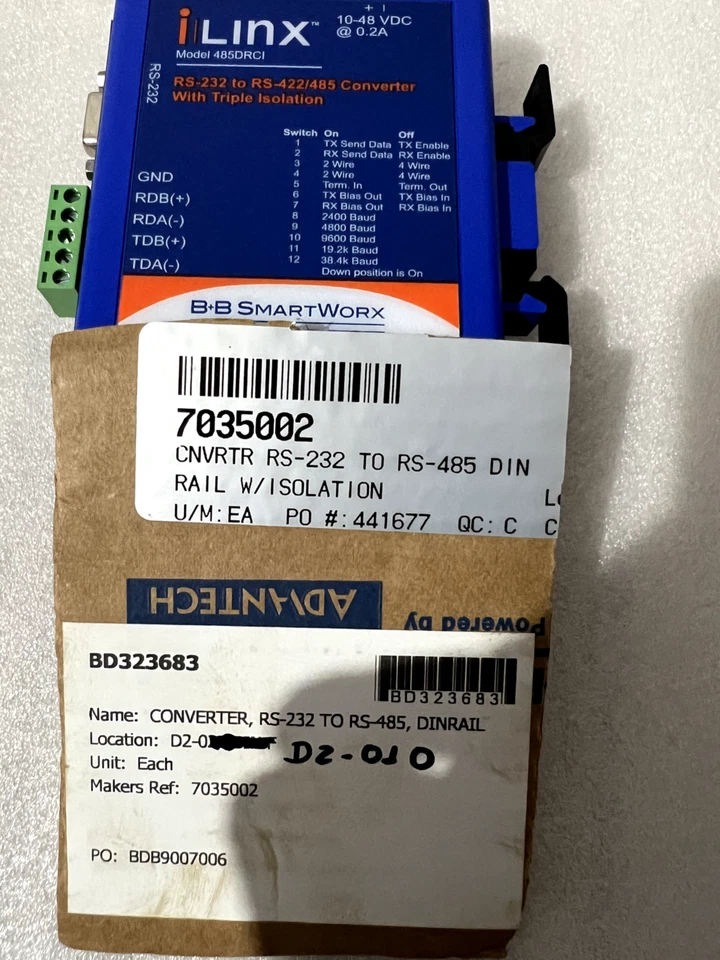 + I
iLinx™
10-48 VDC
@ 0.2A
Model 485DRCI
RS-232
RS-232 to RS-422/485 Converter
With Triple Isolation
Switch On Off
1 TX Send Data TX Enable
2 RX Send Data RX Enable
3 2 Wire 4 Wire
4 2 Wire 4 Wire
5 Term. In Term. Out
6 TX Bias Out TX Bias In
7 RX Bias Out RX Bias In
8 2400 Baud
9 4800 Baud
10 9600 Baud
11 19.2k Baud
12 38.4k Baud
Down position is On
GND
RDB(+)
RDA(-)
TDB(+)
TDA(-)
B+B SMARTWORX
7035002
CNVRTR RS-232 TO RS-485 DIN
RAIL W/ISOLATION
U/M:EA PO #:441677 QC: C
ADVANTECH
Powered by
BD323683
BD323683
Name: CONVERTER, RS-232 TO RS-485, DINRAIL
Location: D2-0 D2-010
Unit: Each
Makers Ref: 7035002
PO: BDB9007006